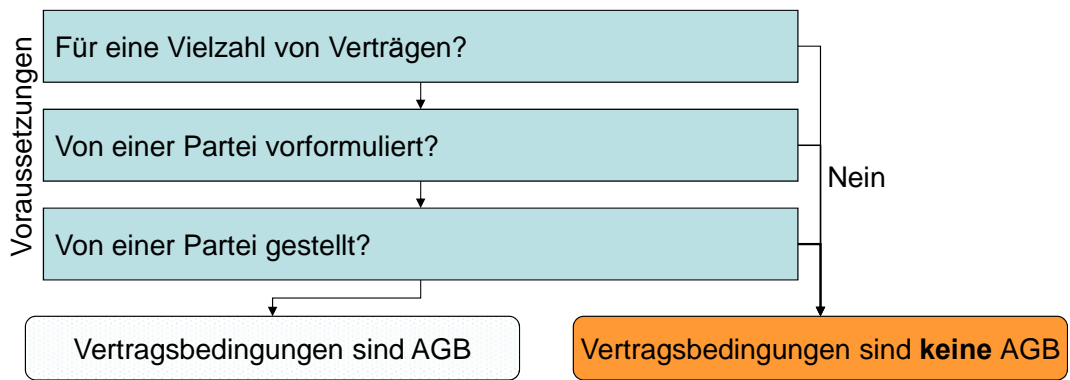 Voraussetzungen
Für eine Vielzahl von Verträgen?
Von einer Partei vorformuliert?
Nein
Von einer Partei gestellt?
Vertragsbedingungen sind AGB
Vertragsbedingungen sind keine AGB